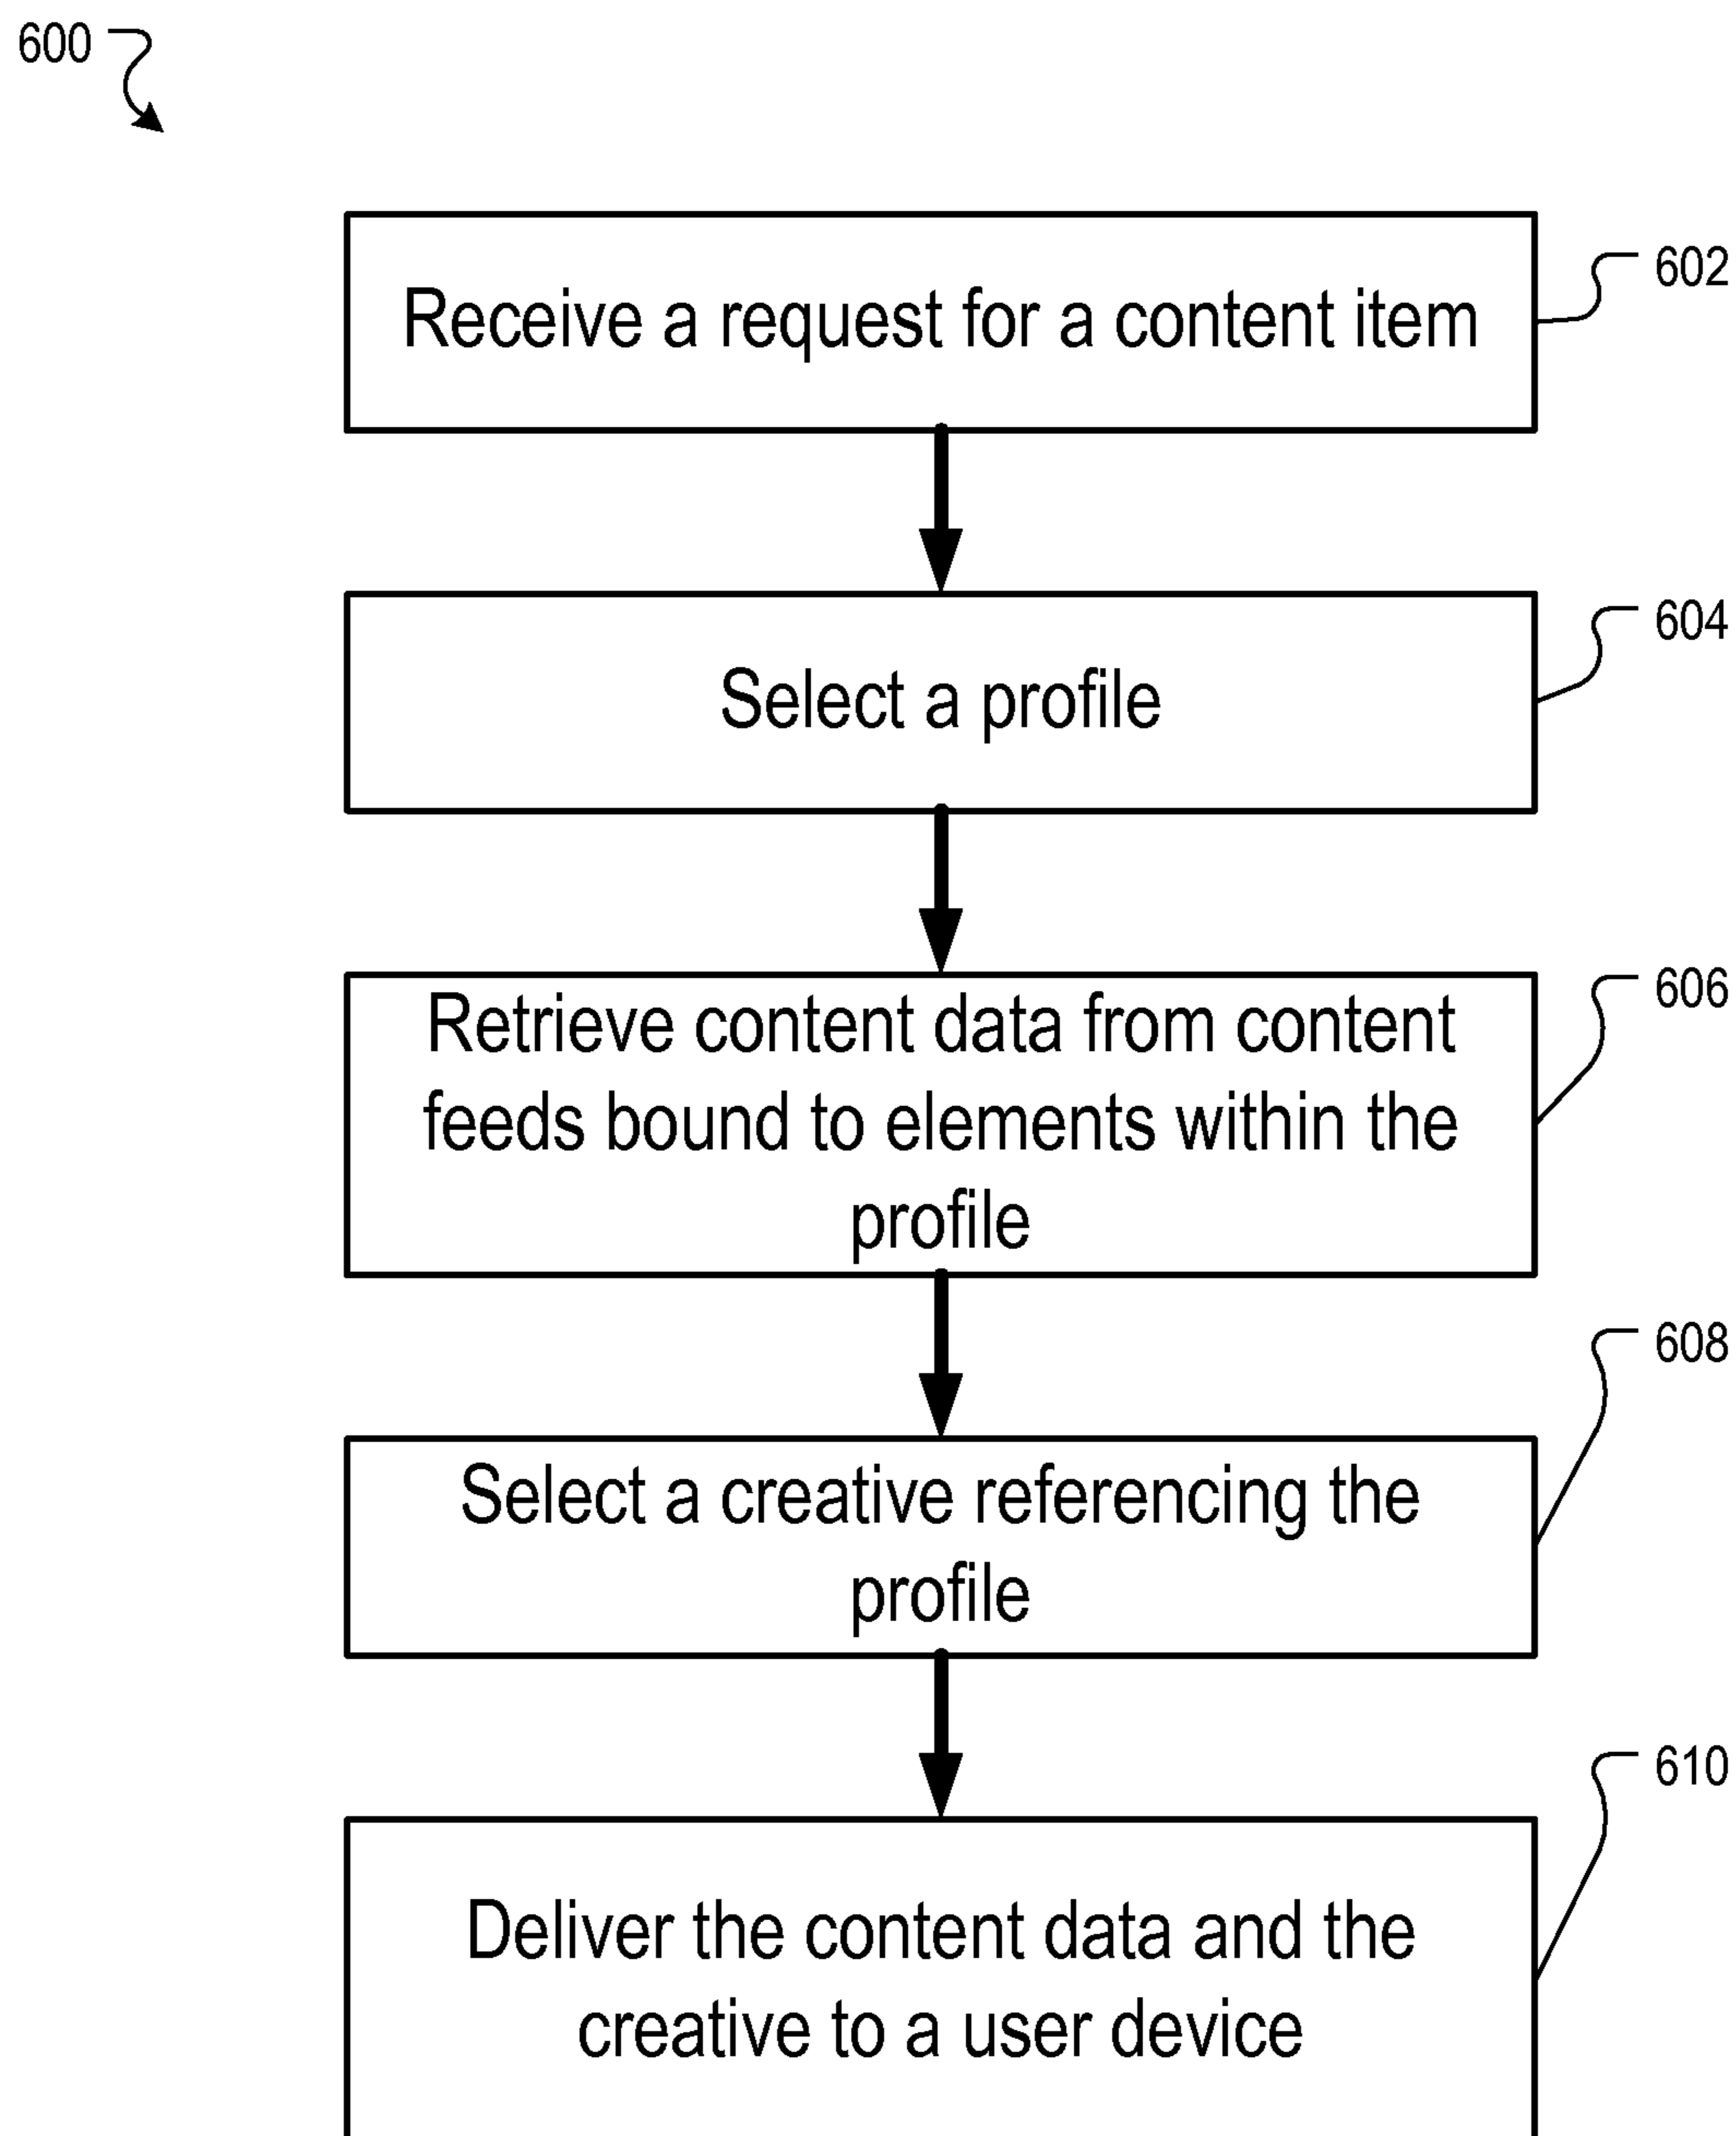 600
Receive a request for a content item
602
Select a profile
604
Retrieve content data from content
feeds bound to elements within the
profile
606
Select a creative referencing the
profile
608
Deliver the content data and the
creative to a user device
610